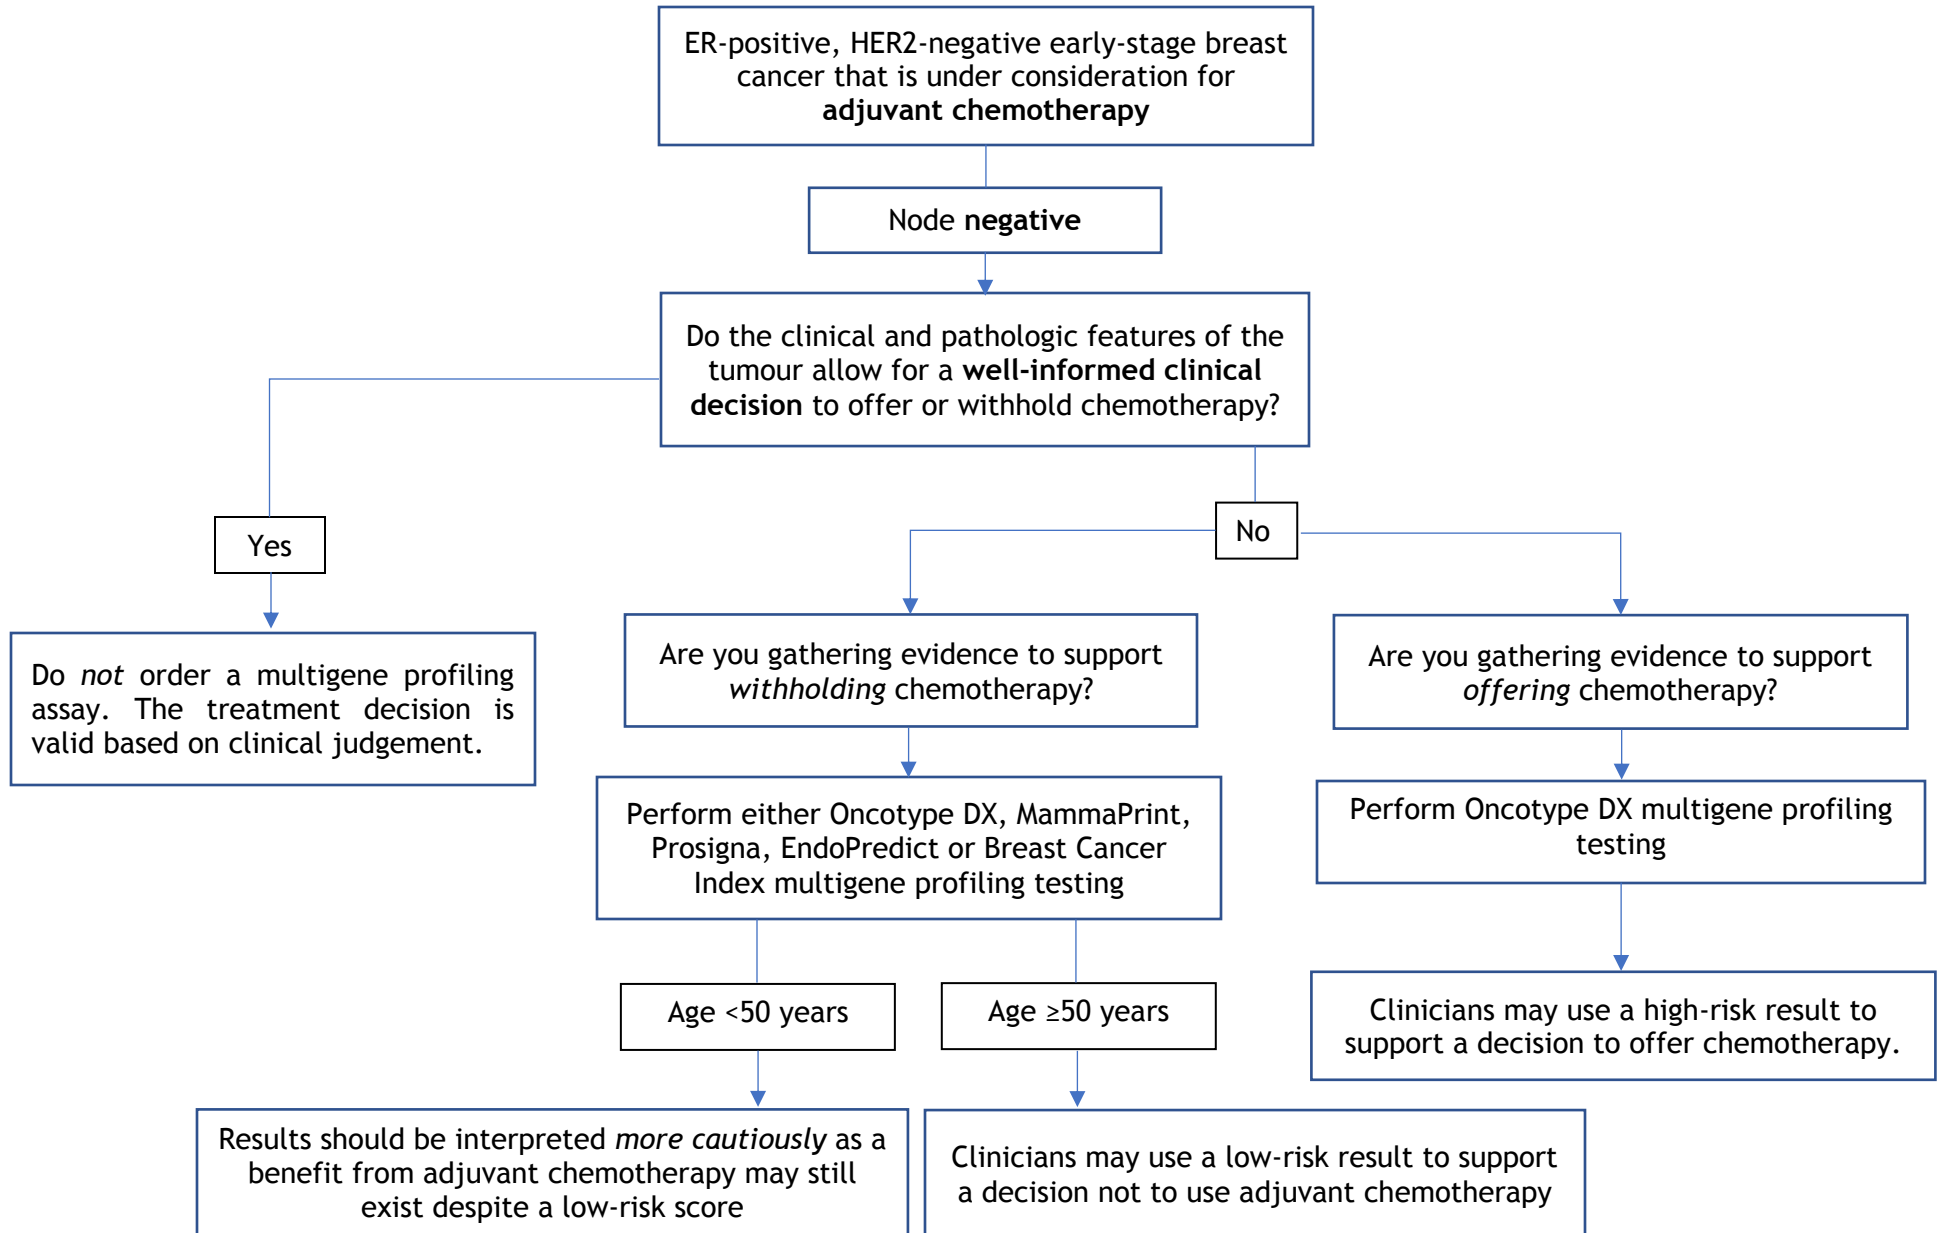 ER-positive, HER2-negative early-stage breast
cancer that is under consideration for
adjuvant chemotherapy
Node negative
Do the clinical and pathologic features of the
tumour allow for a well-informed clinical
decision to offer or withhold chemotherapy?
Yes
No
Do not order a multigene profiling
assay. The treatment decision is
valid based on clinical judgement.
Are you gathering evidence to support
withholding chemotherapy?
Are you gathering evidence to support
offering chemotherapy?
Perform either Oncotype DX, MammaPrint,
Prosigna, EndoPredict or Breast Cancer
Index multigene profiling testing
Perform Oncotype DX multigene profiling
testing
Age <50 years
Age ≥50 years
Clinicians may use a high-risk result to
support a decision to offer chemotherapy.
Results should be interpreted more cautiously as a
benefit from adjuvant chemotherapy may still
exist despite a low-risk score
Clinicians may use a low-risk result to support
a decision not to use adjuvant chemotherapy